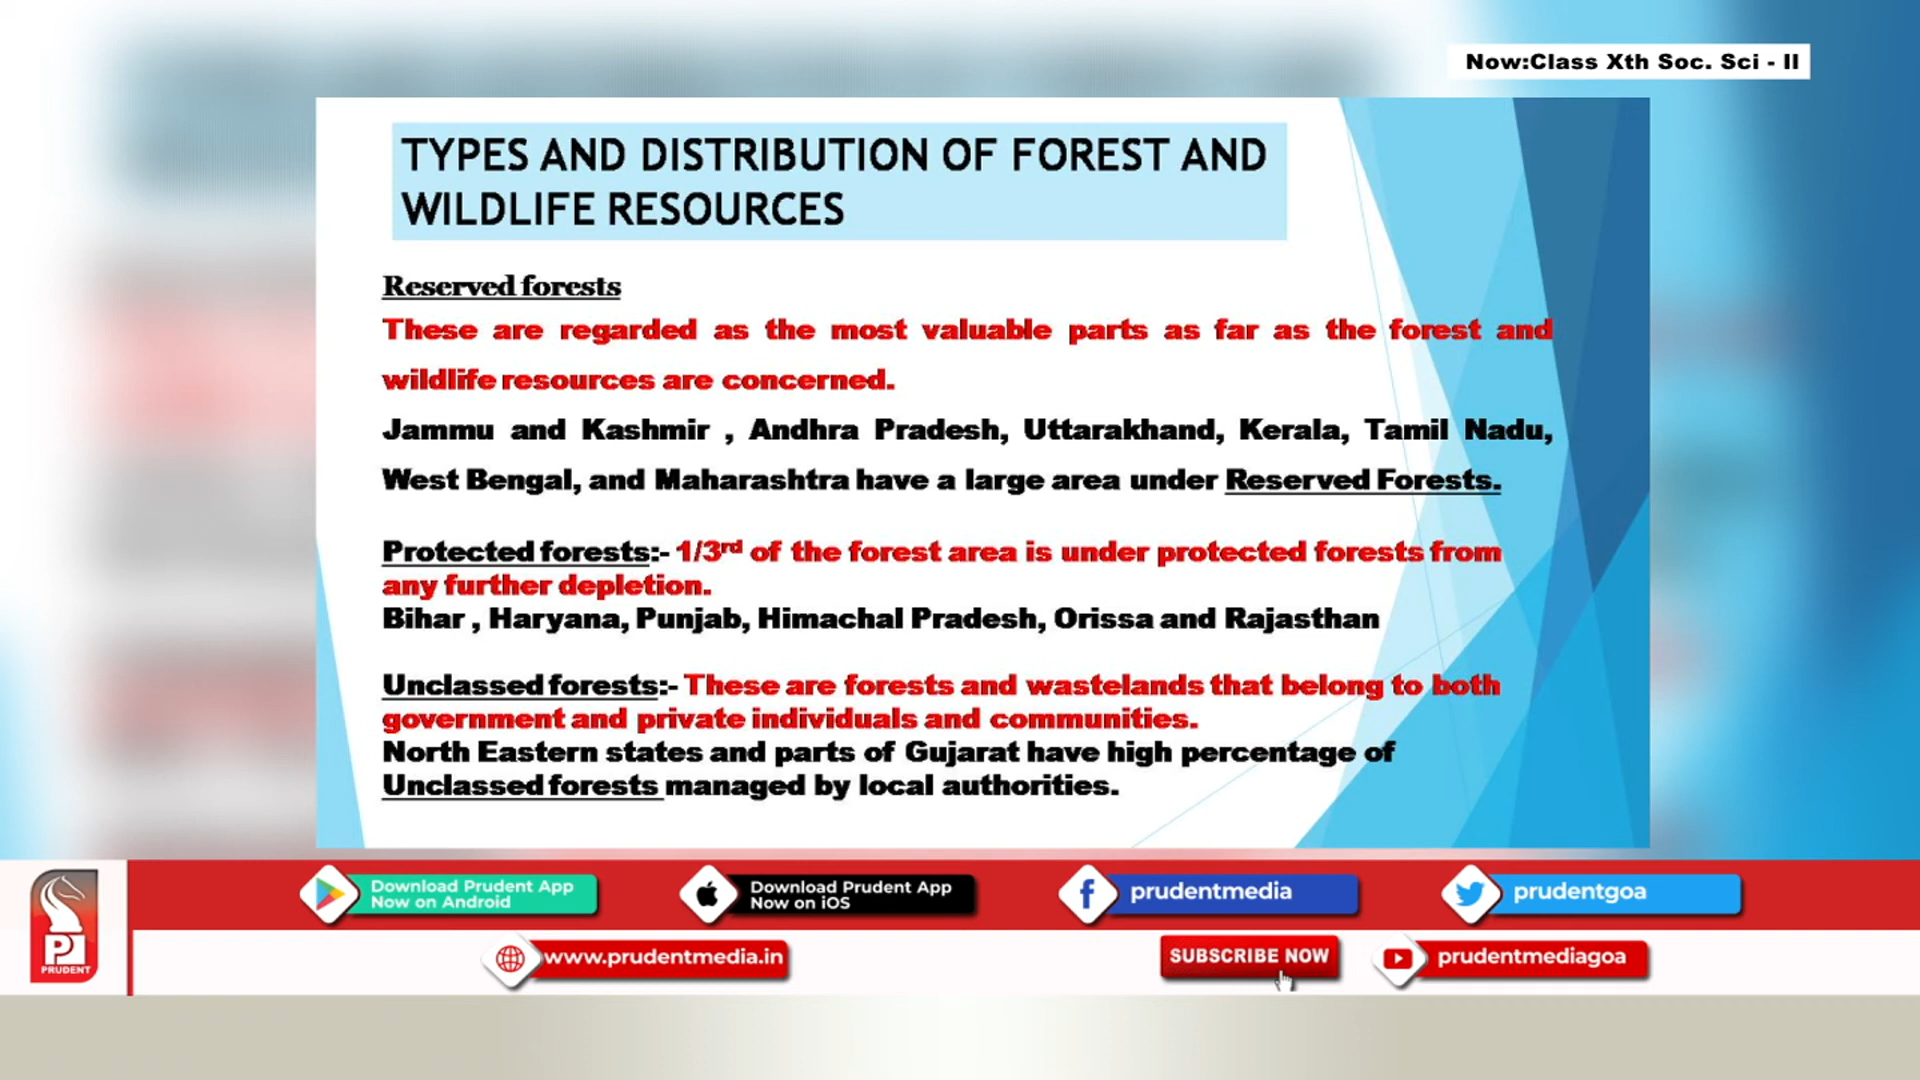 Now:Class Xth Soc. Sci - II
TYPES AND DISTRIBUTION OF FOREST AND
WILDLIFE RESOURCES
Reserved forests
These are regarded as the most valuable parts as far as the forest and
wildlife resources are concerned.
Jammu and Kashmir , Andhra Pradesh, Uttarakhand, Kerala, Tamil Nadu,
West Bengal, and Maharashtra have a large area under Reserved Forests.
Protected forests:- 1/3rd of the forest area is under protected forests from
any further depletion.
Bihar , Haryana, Punjab, Himachal Pradesh, Orissa and Rajasthan
Unclassed forests:- These are forests and wastelands that belong to both
government and private individuals and communities.
North Eastern states and parts of Gujarat have high percentage of
Unclassed forests managed by local authorities.
Download Prudent App
Now on Android
Download Prudent App
Now on iOS
prudentmedia
prudentgoa
PRUDENT
www.prudentmedia.in
SUBSCRIBE NOW
prudentmediagoa